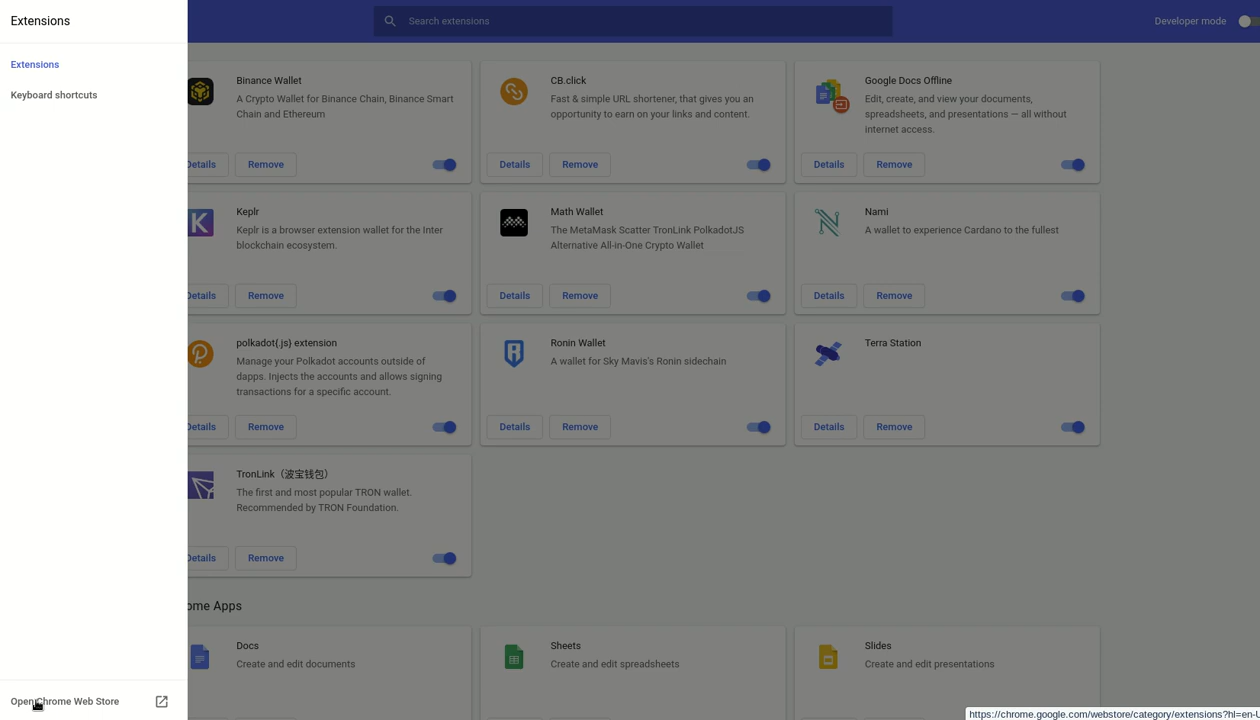 Extensions
Search extensions
Developer mode
Extensions
Keyboard shortcuts
Binance Wallet
A Crypto Wallet for Binance Chain, Binance Smart
Chain and Ethereum
Details
Remove
CB.click
Fast & simple URL shortener, that gives you an
opportunity to earn on your links and content.
Details
Remove
Google Docs Offline
Edit, create, and view your documents,
spreadsheets, and presentations — all without
internet access.
Details
Remove
Keplr
Keplr is a browser extension wallet for the Inter
blockchain ecosystem.
Details
Remove
Math Wallet
The MetaMask Scatter TronLink PolkadotJS
Alternative All-in-One Crypto Wallet
Details
Remove
Nami
A wallet to experience Cardano to the fullest
Details
Remove
polkadot{.js} extension
Manage your Polkadot accounts outside of
dapps. Injects the accounts and allows signing
transactions for a specific account.
Details
Remove
Ronin Wallet
A wallet for Sky Mavis's Ronin sidechain
Details
Remove
Terra Station
Details
Remove
TronLink（波宝钱包）
The first and most popular TRON wallet.
Recommended by TRON Foundation.
Details
Remove
ome Apps
Docs
Create and edit documents
Sheets
Create and edit spreadsheets
Slides
Create and edit presentations
Open Chrome Web Store
https://chrome.google.com/webstore/category/extensions?hl=en-U